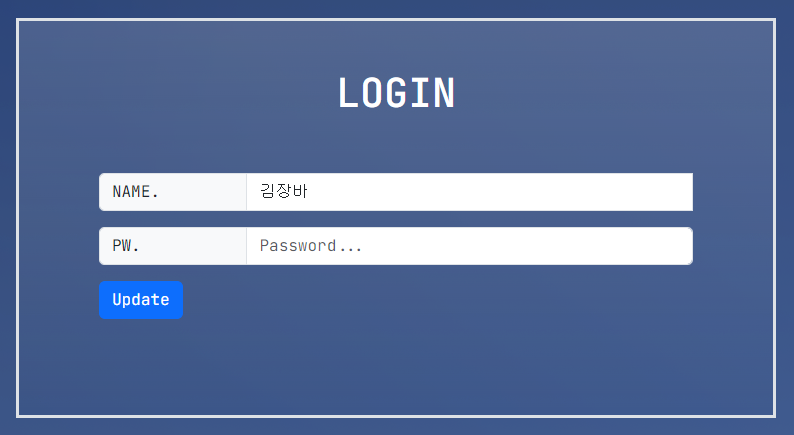 LOGIN
NAME. 김장바
PW. Password...
Update